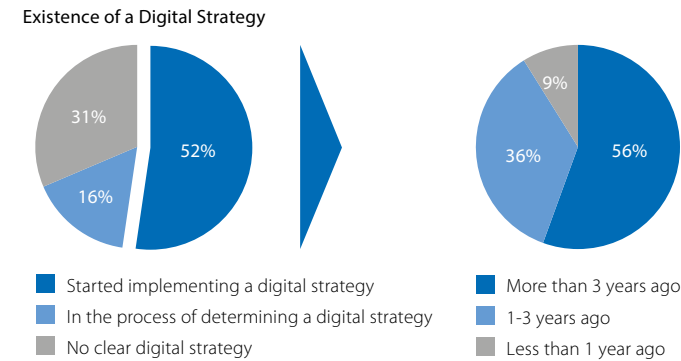 Existence of a Digital Strategy
31%
52%
16%
Started implementing a digital strategy
In the process of determining a digital strategy
No clear digital strategy
9%
36%
56%
More than 3 years ago
1-3 years ago
Less than 1 year ago